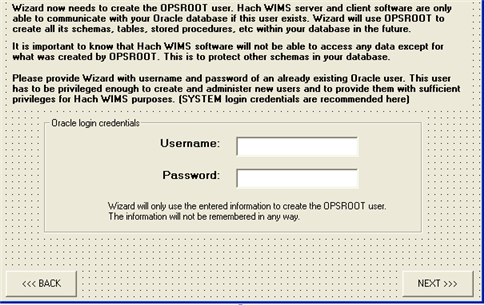 Wizard now needs to create the OPSROOT user. Hach WIMS server and client software are only
able to communicate with your Oracle database if this user exists. Wizard will use OPSROOT to
create all its schemas, tables, stored procedures, etc within your database in the future.
It is important to know that Hach WIMS software will not be able to access any data except for
what was created by OPSROOT. This is to protect other schemas in your database.
Please provide Wizard with username and password of an already existing Oracle user. This user
has to be privileged enough to create and administer new users and to provide them with sufficient
privileges for Hach WIMS purposes. (SYSTEM login credentials are recommended here)
Oracle login credentials
Username:
Password:
Wizard will only use the entered information to create the OPSROOT user.
The information will not be remembered in any way.
<<< BACK
NEXT >>>